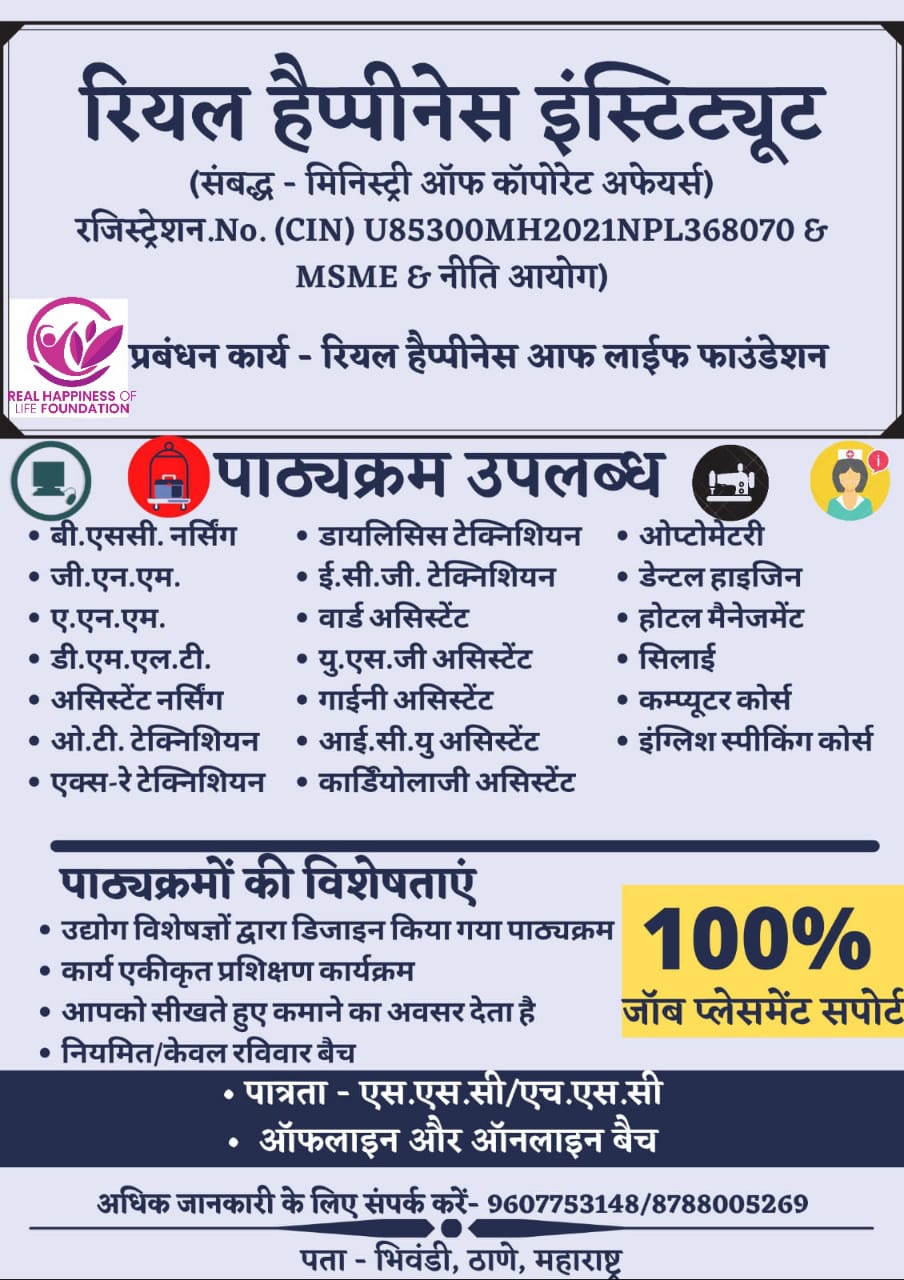 रियल हैप्पीनेस इंस्टिट्यूट
(संबद्ध - मिनिस्ट्री ऑफ कॉपोरेट अफेयर्स)
रजिस्ट्रेशन.No. (CIN) U85300MH2021NPL368070 &
MSME & नीति आयोग)
REAL HAPPINESS OF
LIFE FOUNDATION
प्रबंधन कार्य - रियल हैप्पीनेस आफ लाईफ फाउंडेशन
पाठ्यक्रम उपलब्ध
i
• बी.एससी. नर्सिंग
• जी.एन.एम.
• ए.एन.एम.
• डी.एम.एल.टी.
• असिस्टेंट नर्सिंग
• ओ.टी. टेक्निशियन
• एक्स-रे टेक्निशियन
• डायलिसिस टेक्निशियन
• ई.सी.जी. टेक्निशियन
• वार्ड असिस्टेंट
• यु.एस.जी असिस्टेंट
• गाईनी असिस्टेंट
• आई.सी.यु असिस्टेंट
• कार्डियोलाजी असिस्टेंट
• ओप्टोमेटरी
• डेन्टल हाइजिन
• होटल मैनेजमेंट
• सिलाई
• कम्प्यूटर कोर्स
• इंग्लिश स्पीकिंग कोर्स
पाठ्यक्रमों की विशेषताएं
• उद्योग विशेषज्ञों द्वारा डिजाइन किया गया पाठ्यक्रम
• कार्य एकीकृत प्रशिक्षण कार्यक्रम
• आपको सीखते हुए कमाने का अवसर देता है
• नियमित/केवल रविवार बैच
100%
जॉब प्लेसमेंट सपोर्ट
• पात्रता - एस.एस.सी/एच.एस.सी
• ऑफलाइन और ऑनलाइन बैच
अधिक जानकारी के लिए संपर्क करें- 9607753148/8788005269
पता - भिवंडी, ठाणे, महाराष्ट्र